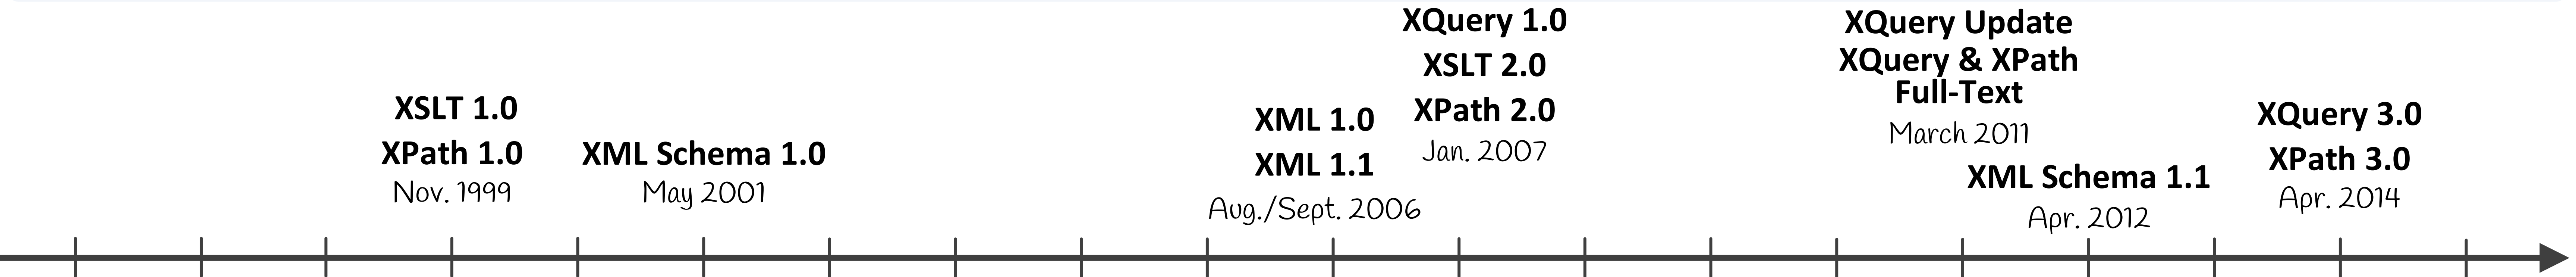 XSLT 1.0
XPath 1.0
Nov. 1999
XML Schema 1.0
May 2001
XML 1.0
XML 1.1
Aug./Sept. 2006
XQuery 1.0
XSLT 2.0
XPath 2.0
Jan. 2007
XQuery Update
XQuery & XPath
Full-Text
March 2011
XML Schema 1.1
Apr. 2012
XQuery 3.0
XPath 3.0
Apr. 2014